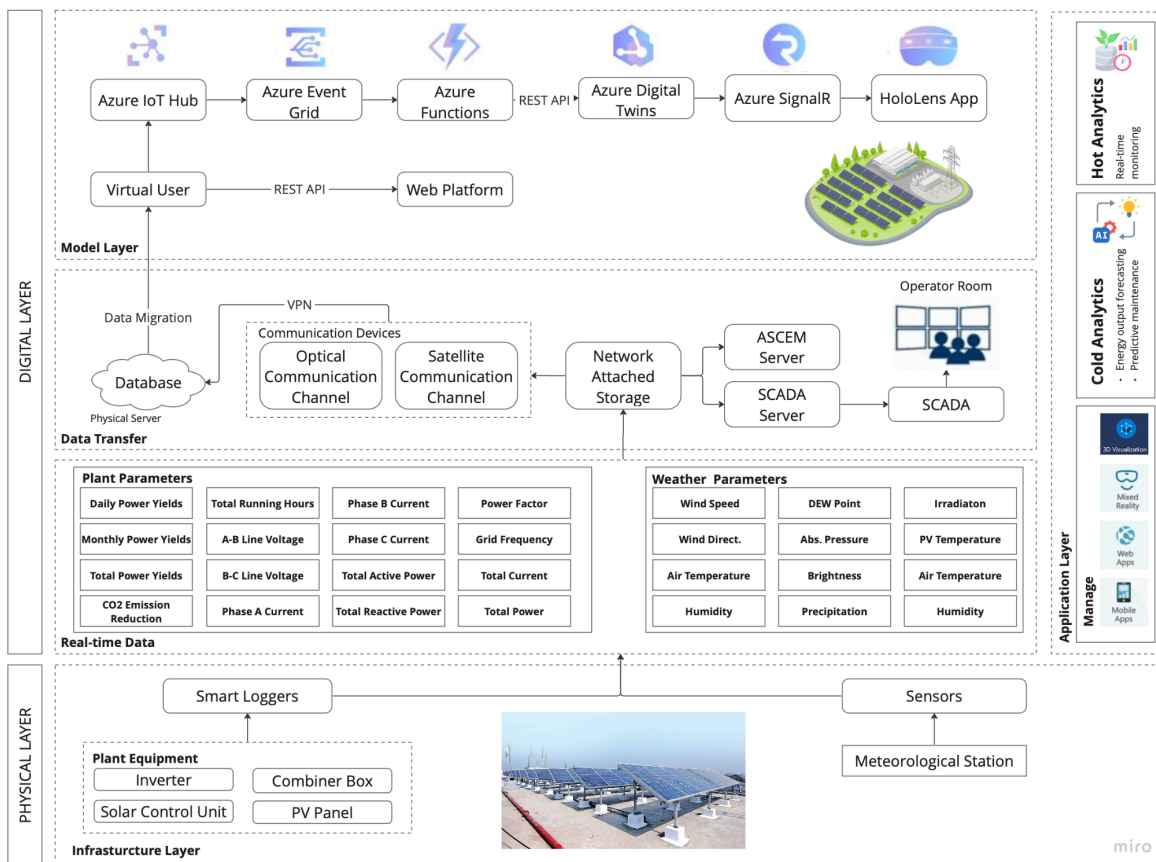 DIGITAL LAYER
Azure IoT Hub
Azure Event
Grid
Azure
Functions
REST API
Azure Digital
Twins
Azure SignalR
HoloLens App
Virtual User
REST API
Web Platform
Model Layer
Data Migration
VPN
Communication Devices
Optical
Communication
Channel
Satellite
Communication
Channel
Database
Physical Server
Network
Attached
Storage
ASCEM
Server
SCADA
Server
SCADA
Operator Room
Data Transfer
Plant Parameters
Daily Power Yields
Total Running Hours
Phase B Current
Power Factor
Monthly Power Yields
A-B Line Voltage
Phase C Current
Grid Frequency
Total Power Yields
B-C Line Voltage
Total Active Power
Total Current
CO2 Emission
Reduction
Phase A Current
Total Reactive Power
Total Power
Weather Parameters
Wind Speed
DEW Point
Irradiaton
Wind Direct.
Abs. Pressure
PV Temperature
Air Temperature
Brightness
Air Temperature
Humidity
Precipitation
Humidity
Real-time Data
Application Layer
Hot Analytics
Real-time
monitoring
Cold Analytics
AI
· Energy output forecasting
· Predictive maintenance
Manage
3D Visualization
Mixed
Reality
Web
Apps
Mobile
Apps
PHYSICAL LAYER
Smart Loggers
Sensors
Plant Equipment
Inverter
Combiner Box
Solar Control Unit
PV Panel
Meteorological Station
Infrasturcture Layer
miro